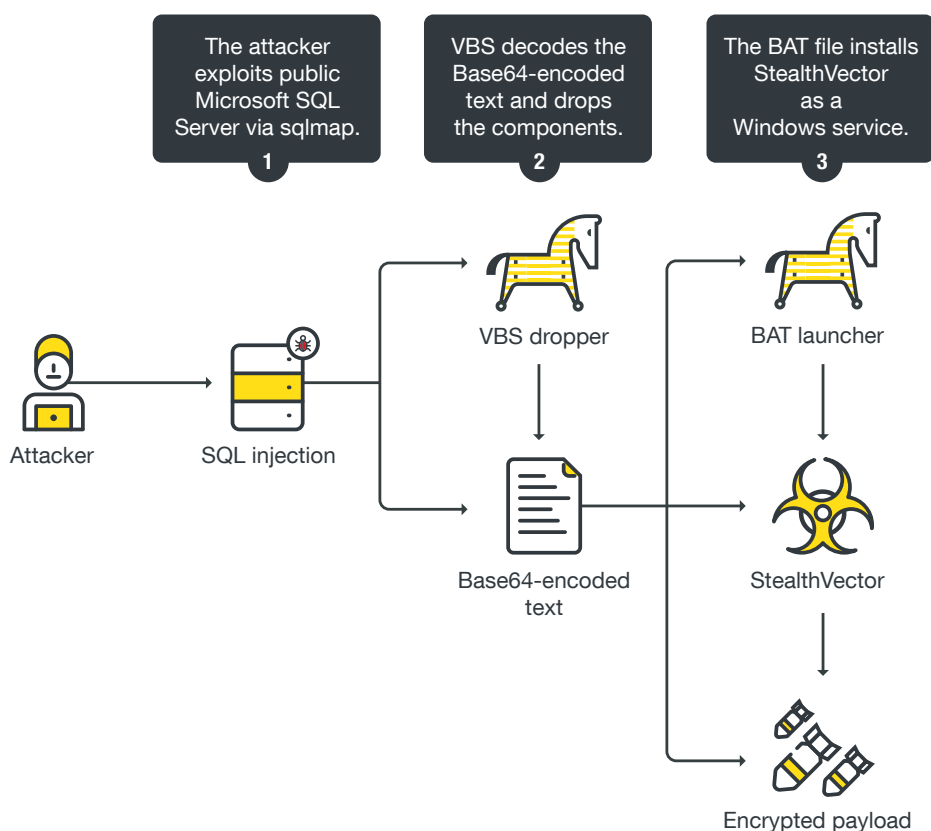 The attacker
exploits public
Microsoft SQL
Server via sqlmap.
1
VBS decodes the
Base64-encoded
text and drops
the components.
2
The BAT file installs
StealthVector
as a
Windows service.
3
VBS dropper
BAT launcher
Attacker
SQL injection
Base64-encoded
text
StealthVector
Encrypted payload